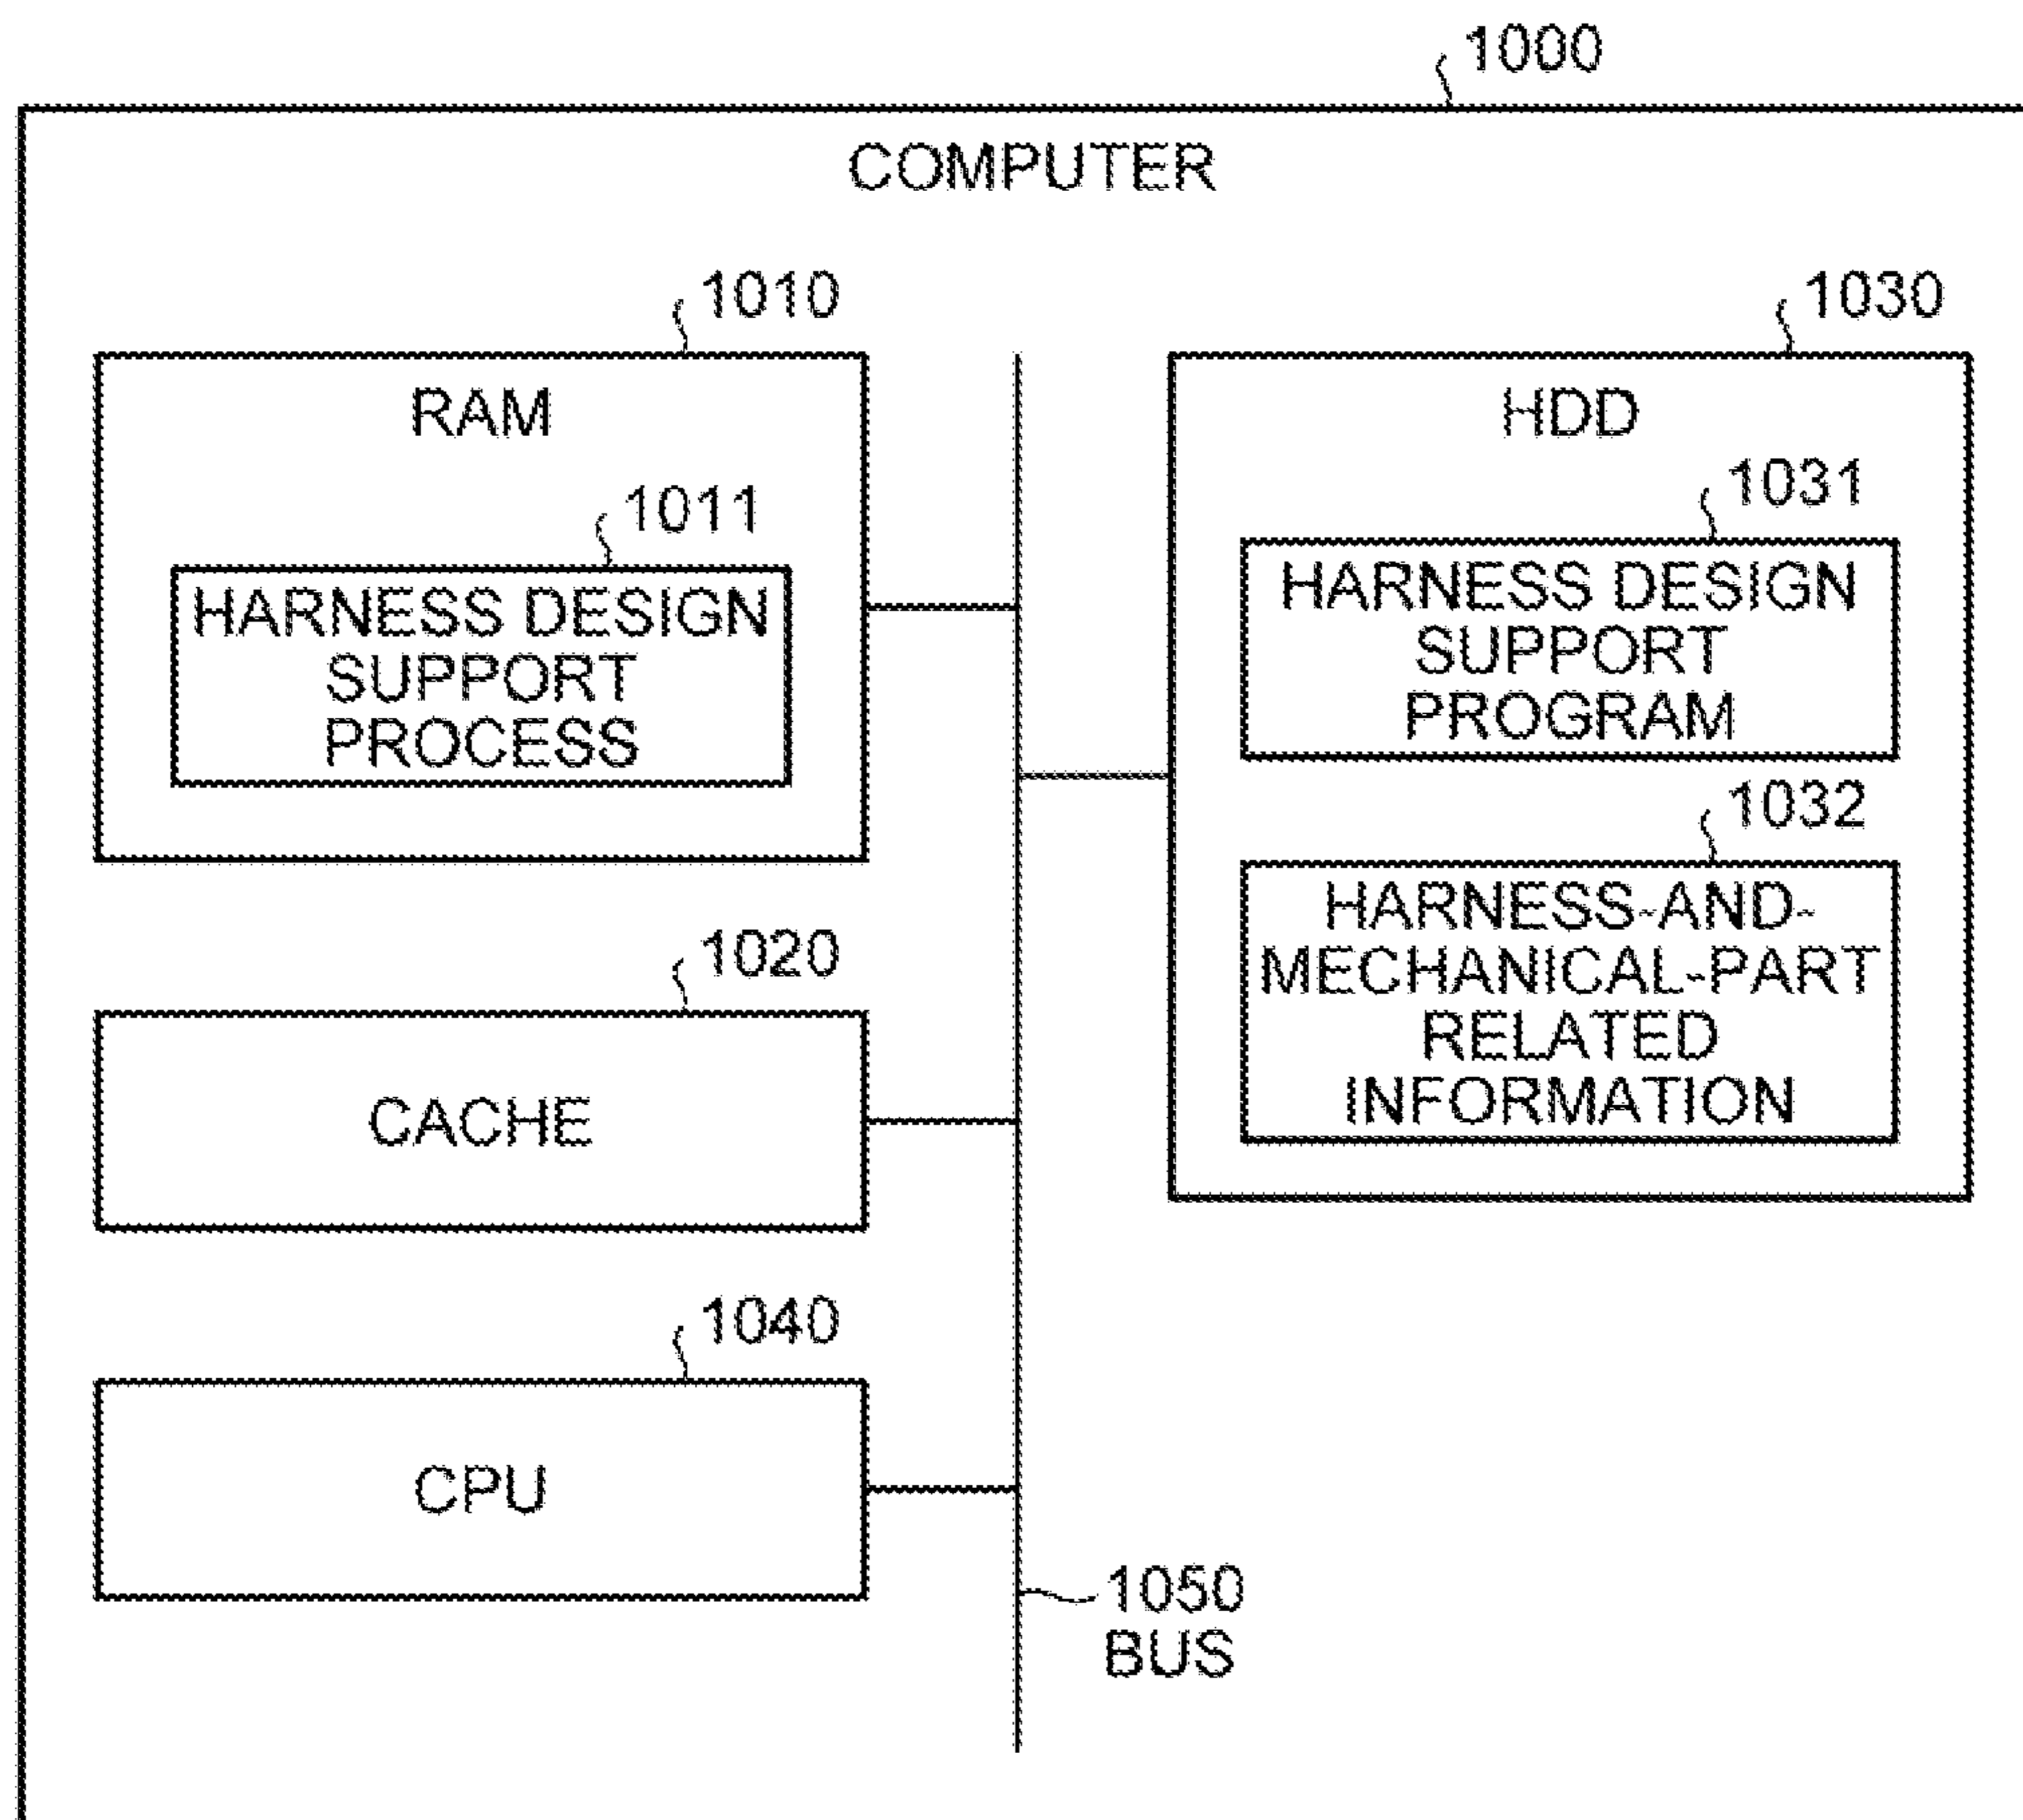 1000
COMPUTER
1010
RAM
1011
HARNESS DESIGN
SUPPORT
PROCESS
1020
CACHE
1040
CPU
1030
HDD
1031
HARNESS DESIGN
SUPPORT
PROGRAM
1032
HARNESS-AND-
MECHANICAL-PART
RELATED
INFORMATION
1050
BUS